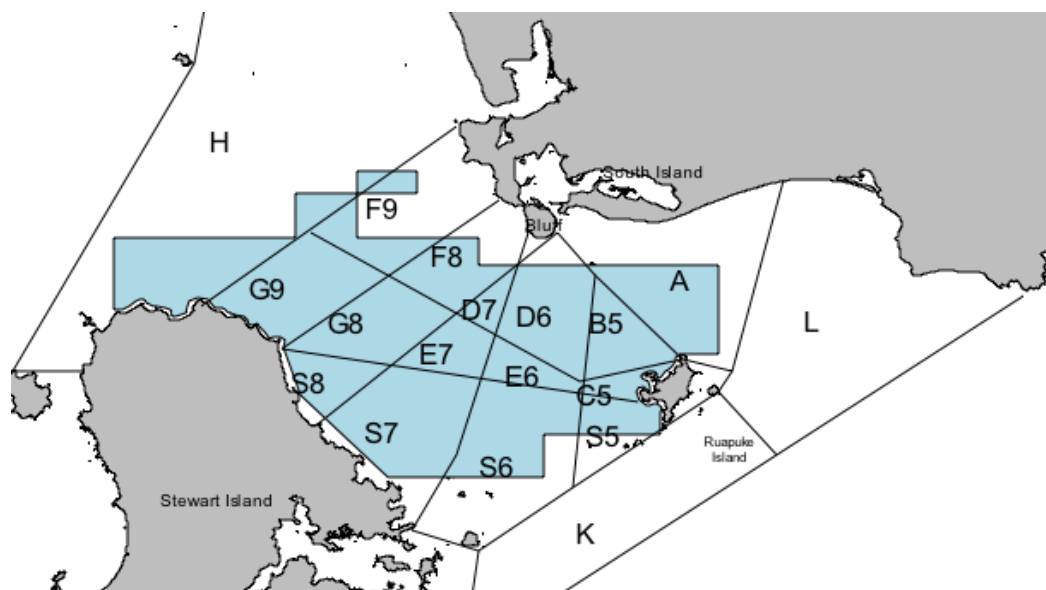 H
South Island
F9
Bluff
F8
A
G9
G8
D7
D6
B5
L
E7
S8
E6
C5
S7
S5
Ruapuke
Island
S6
Stewart Island
K